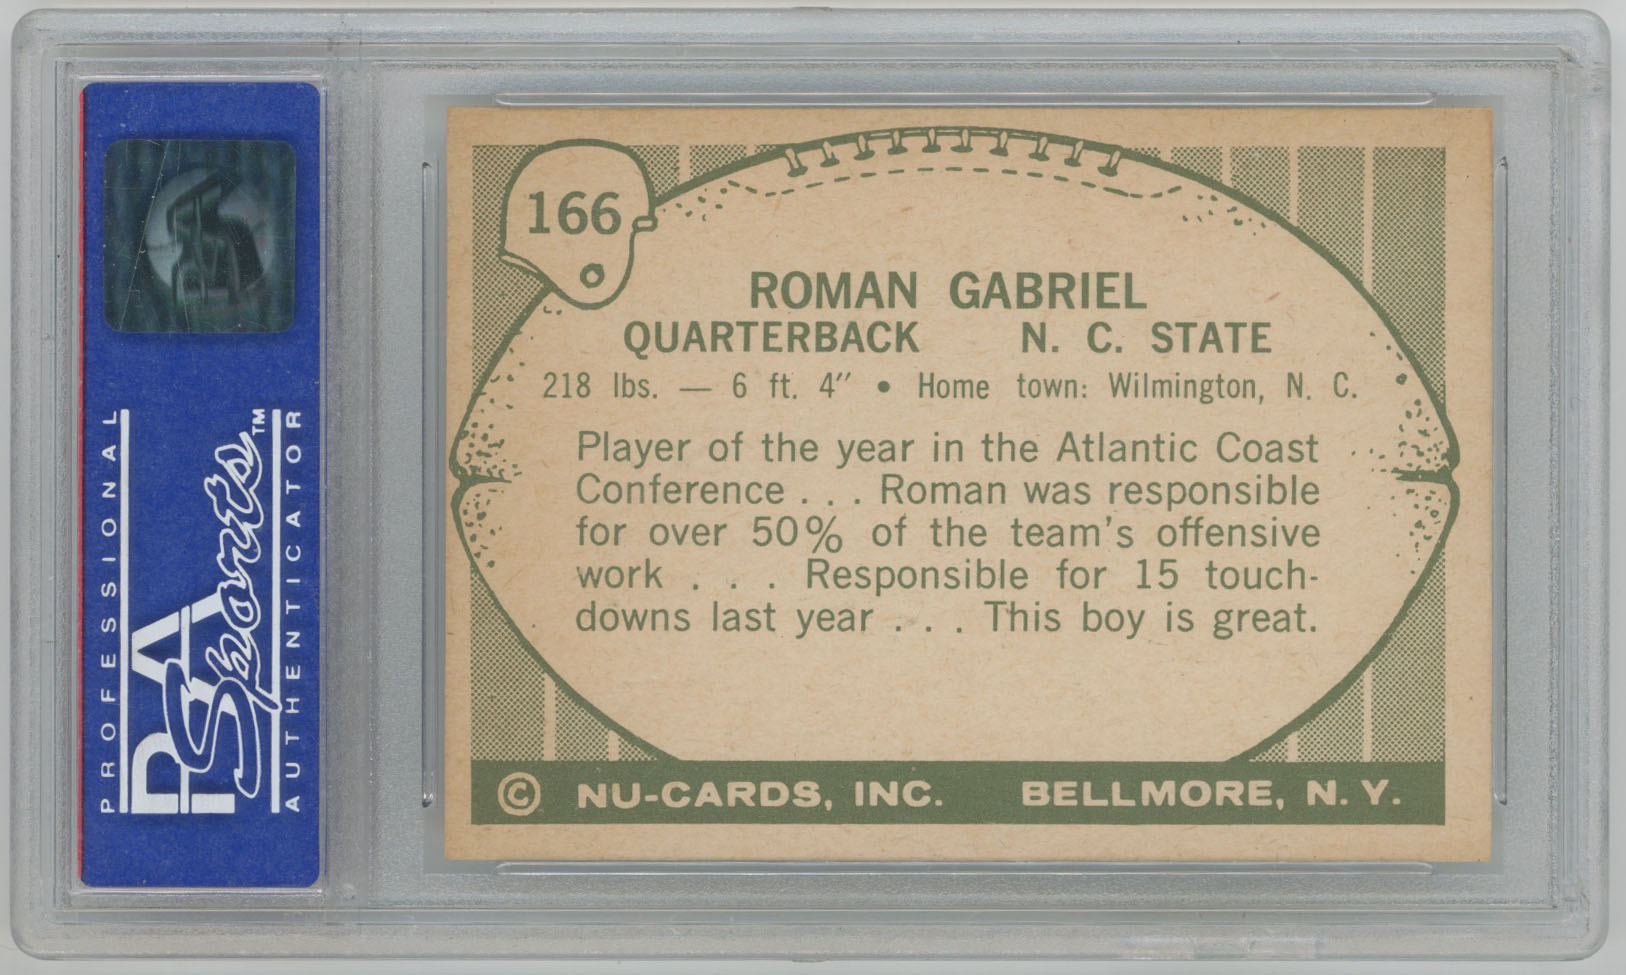 166
ROMAN GABRIEL
QUARTERBACK N. C. STATE
218 lbs. — 6 ft. 4″ • Home town: Wilmington, N. C.
Player of the year in the Atlantic Coast
Conference . . . Roman was responsible
for over 50% of the team's offensive
work . . . Responsible for 15 touch-
downs last year . . . This boy is great.
© NU-CARDS, INC. BELLMORE, N. Y.
PROFESSIONAL
PSA
Sports™
AUTHENTICATOR